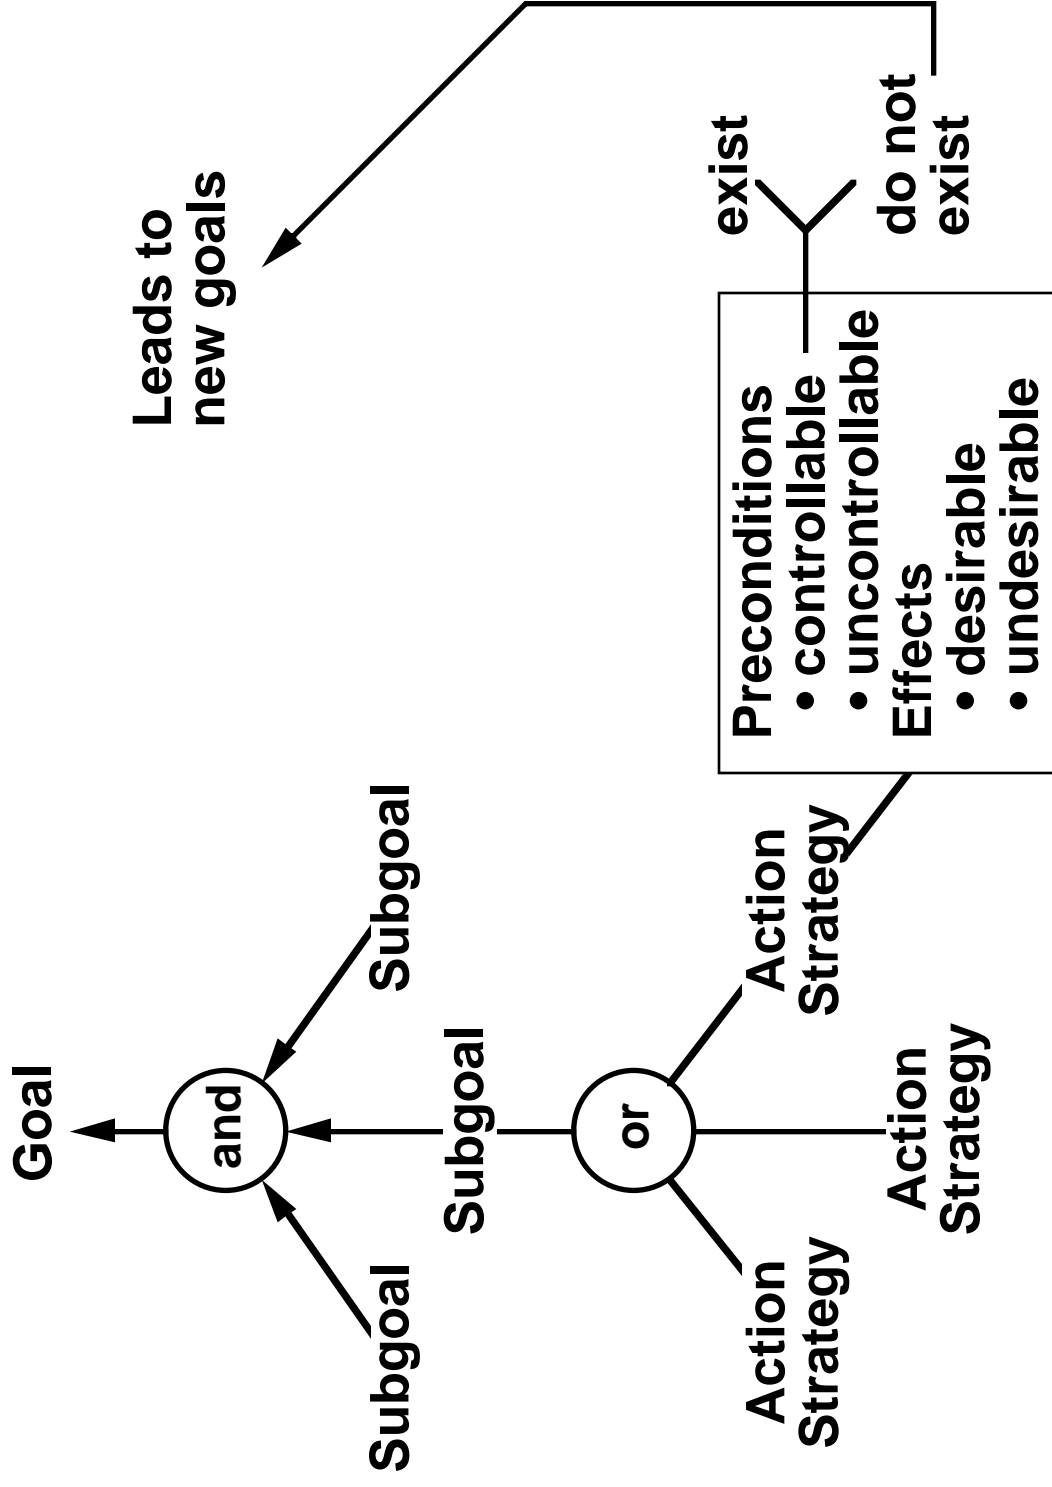 Goal
Leads to
new goals
and
Subgoal
Subgoal
Subgoal
or
Action
Strategy
Action
Strategy
Action
Strategy
Preconditions
• controllable
• uncontrollable
Effects
• desirable
• undesirable
exist
do not
exist